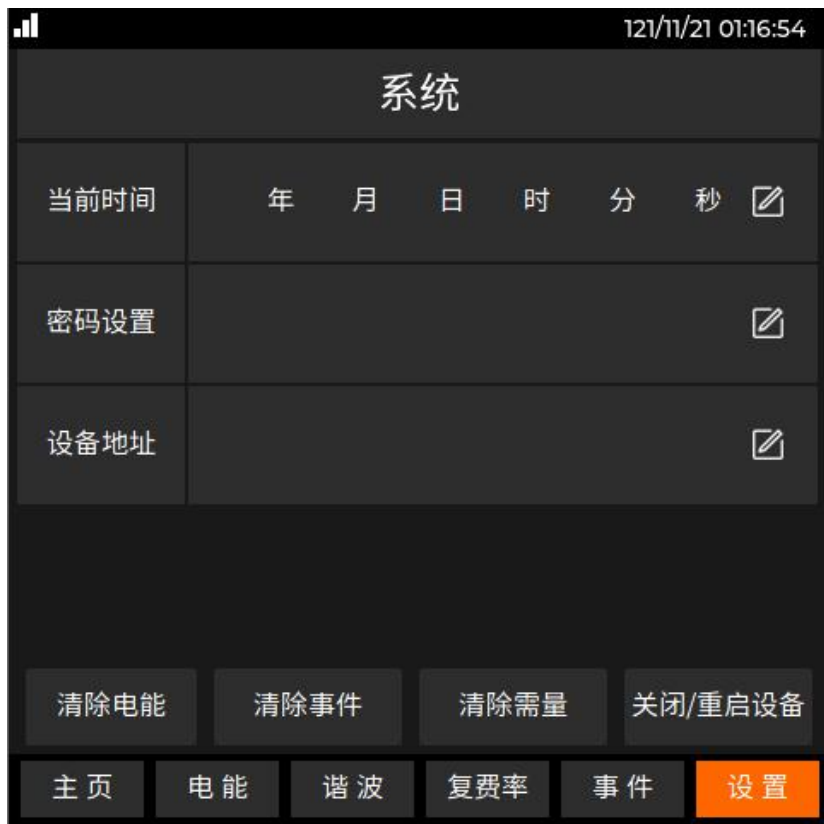 121/11/21 01:16:54
系统
当前时间 年 月 日 时 分 秒
密码设置
设备地址
清除电能 清除事件 清除需量 关闭/重启设备
主页 电能 谐波 复费率 事件 设置